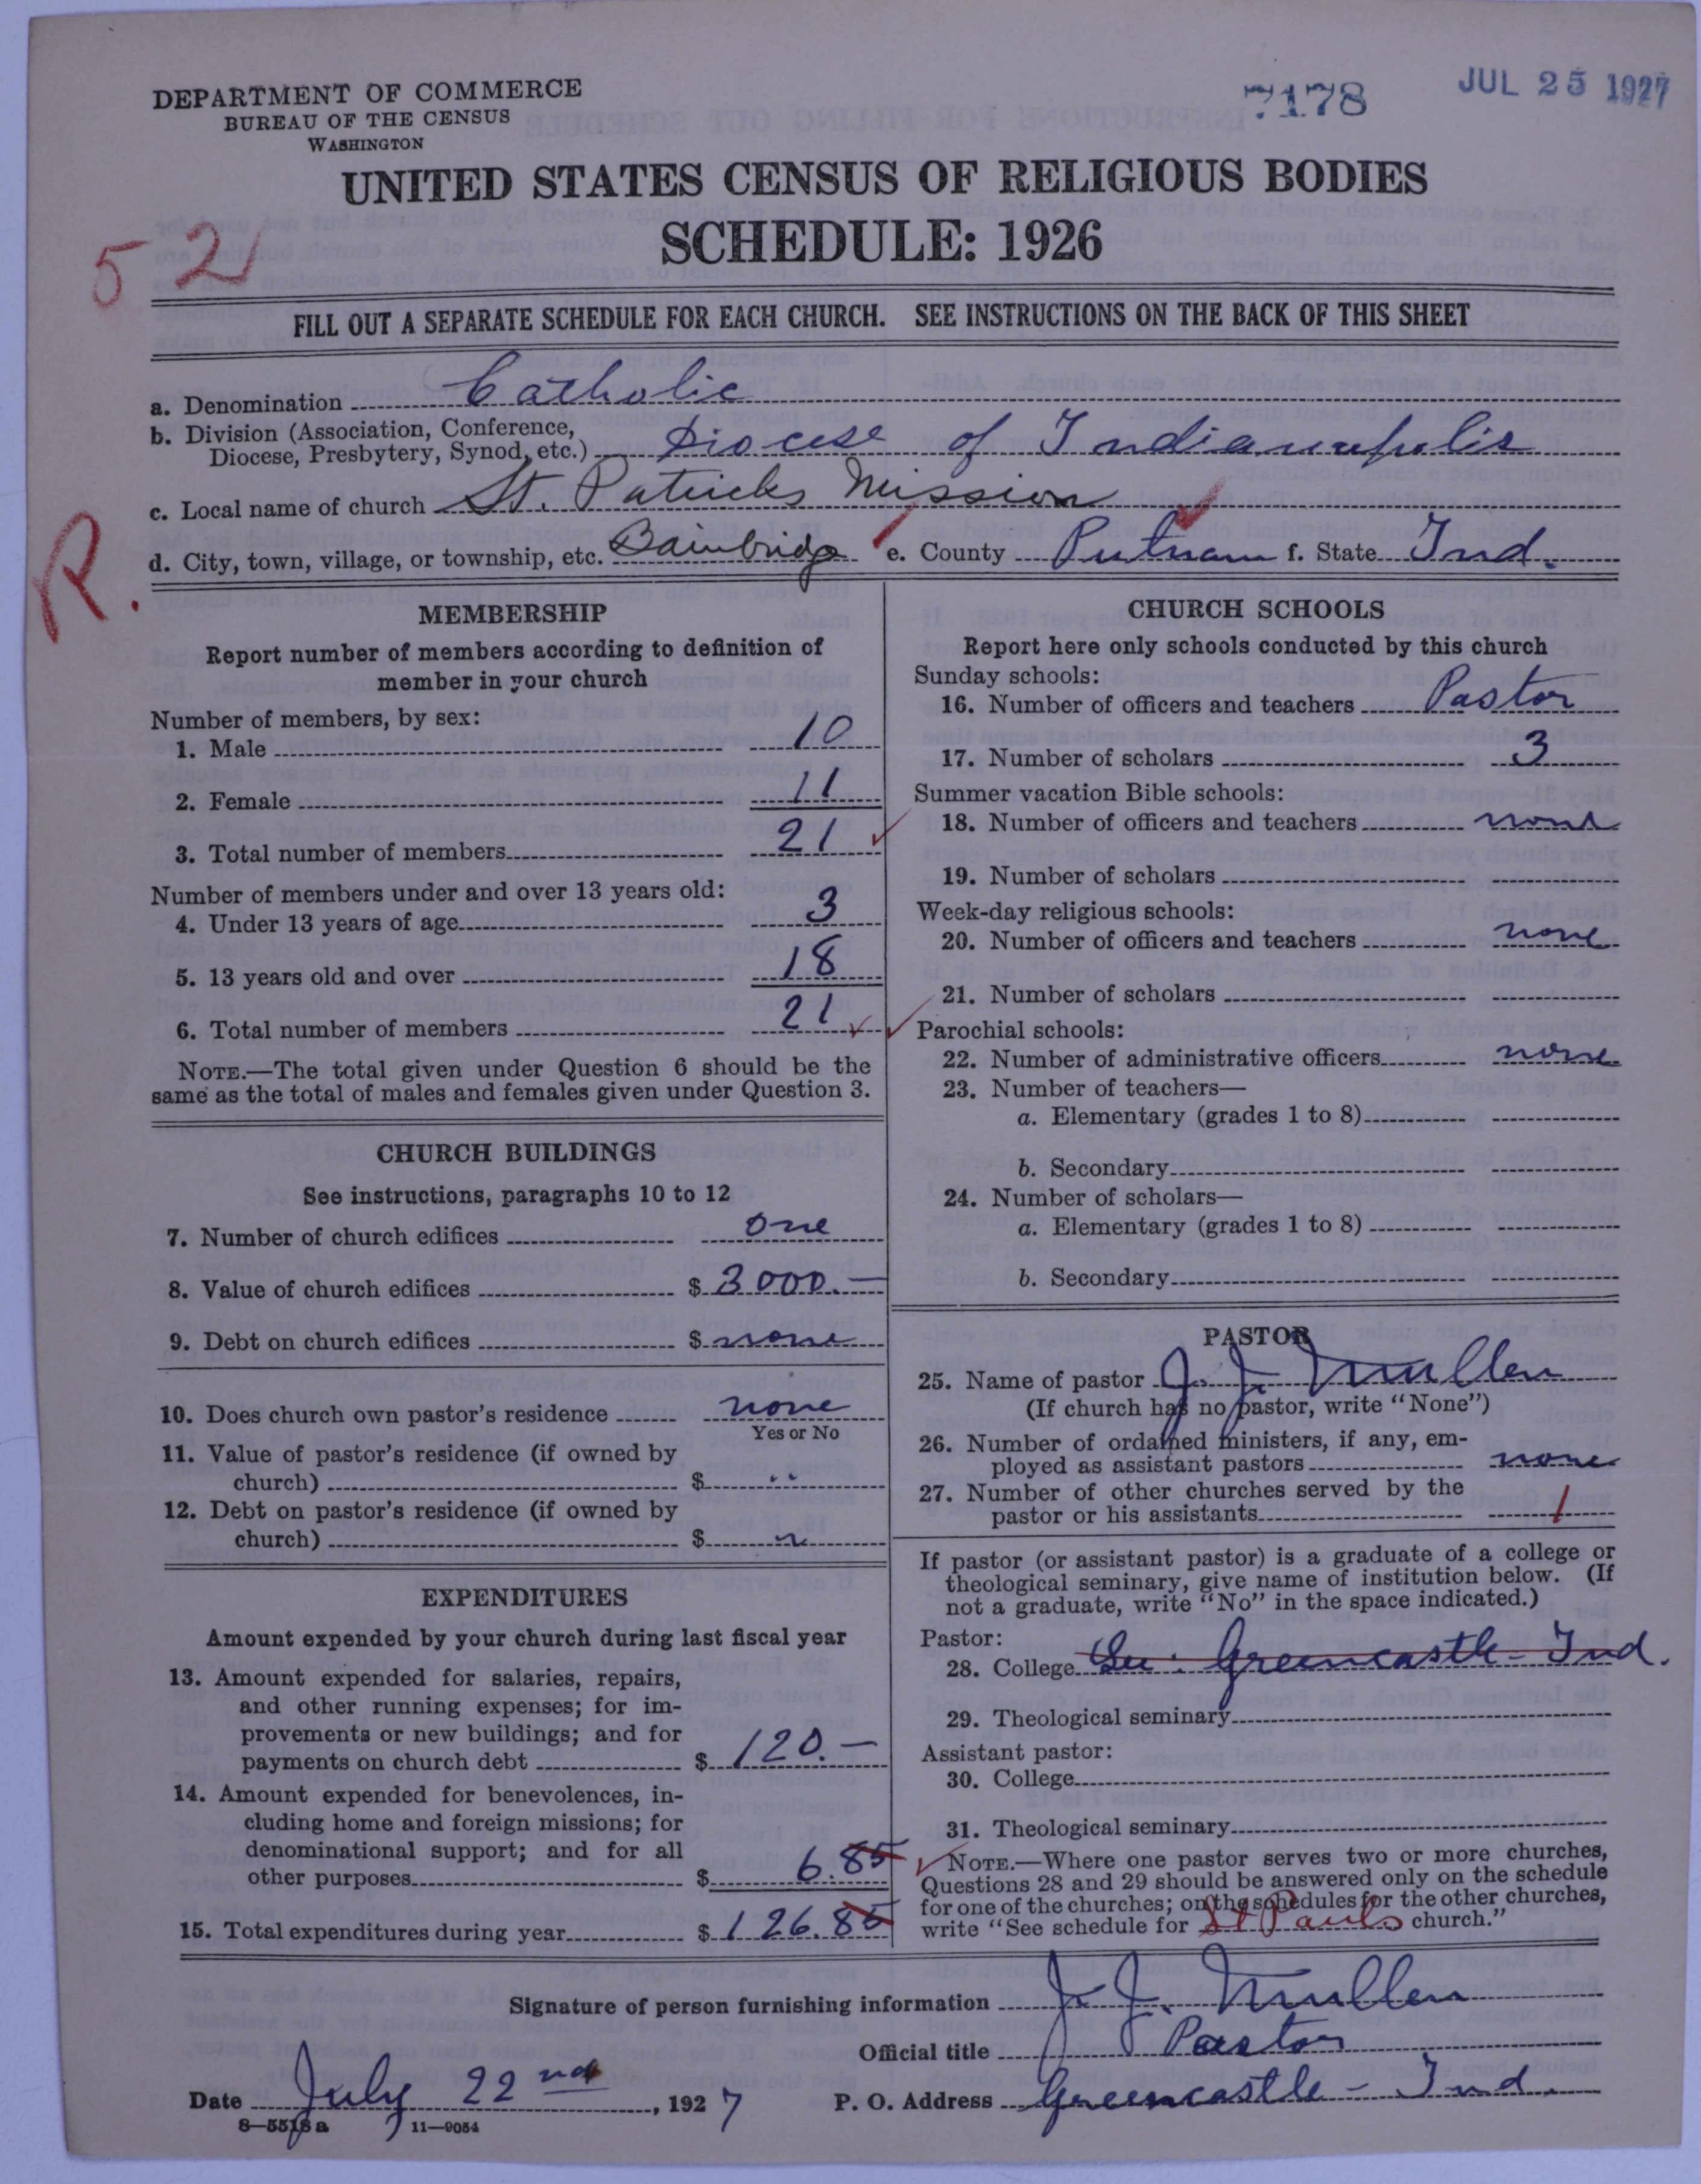 DEPARTMENT OF COMMERCE
BUREAU OF THE CENSUS
WASHINGTON
7178
JUL 25 1927
UNITED STATES CENSUS OF RELIGIOUS BODIES
SCHEDULE: 1926
52
FILL OUT A SEPARATE SCHEDULE FOR EACH CHURCH. SEE INSTRUCTIONS ON THE BACK OF THIS SHEET
a. Denomination Catholic
b. Division (Association, Conference,
Diocese, Presbytery, Synod, etc.) Diocese of Indianapolis
c. Local name of church St. Patricks Mission
d. City, town, village, or township, etc. Bainbridge e. County Putnam f. State Ind.
R.
MEMBERSHIP
Report number of members according to definition of
member in your church
Number of members, by sex:
1. Male 10
2. Female 11
3. Total number of members 21
Number of members under and over 13 years old:
4. Under 13 years of age 3
5. 13 years old and over 18
6. Total number of members 21
NOTE.—The total given under Question 6 should be the
same as the total of males and females given under Question 3.
CHURCH BUILDINGS
See instructions, paragraphs 10 to 12
7. Number of church edifices one
8. Value of church edifices $ 3000.—
9. Debt on church edifices $ none
10. Does church own pastor's residence none
Yes or No
11. Value of pastor's residence (if owned by
church) $ ..
12. Debt on pastor's residence (if owned by
church) $
EXPENDITURES
Amount expended by your church during last fiscal year
13. Amount expended for salaries, repairs,
and other running expenses; for im-
provements or new buildings; and for
payments on church debt $ 120.—
14. Amount expended for benevolences, in-
cluding home and foreign missions; for
denominational support; and for all
other purposes $ 6.85
15. Total expenditures during year $ 126.85
CHURCH SCHOOLS
Report here only schools conducted by this church
Sunday schools:
16. Number of officers and teachers Pastor
17. Number of scholars 3
Summer vacation Bible schools:
18. Number of officers and teachers none
19. Number of scholars
Week-day religious schools:
20. Number of officers and teachers none
21. Number of scholars
Parochial schools:
22. Number of administrative officers none
23. Number of teachers—
a. Elementary (grades 1 to 8)
b. Secondary
24. Number of scholars—
a. Elementary (grades 1 to 8)
b. Secondary
PASTOR
25. Name of pastor J. J. Mullen
(If church has no pastor, write "None")
26. Number of ordained ministers, if any, em-
ployed as assistant pastors none
27. Number of other churches served by the
pastor or his assistants 1
If pastor (or assistant pastor) is a graduate of a college or
theological seminary, give name of institution below. (If
not a graduate, write "No" in the space indicated.)
Pastor:
28. College Greencastle - Ind.
29. Theological seminary
Assistant pastor:
30. College
31. Theological seminary
NOTE.—Where one pastor serves two or more churches,
Questions 28 and 29 should be answered only on the schedule
for one of the churches; on the schedules for the other churches,
write "See schedule for St Pauls church."
Signature of person furnishing information J. J. Mullen
Official title Pastor
Date July 22nd, 1927 P. O. Address Greencastle - Ind.
8—5518a 11—9054